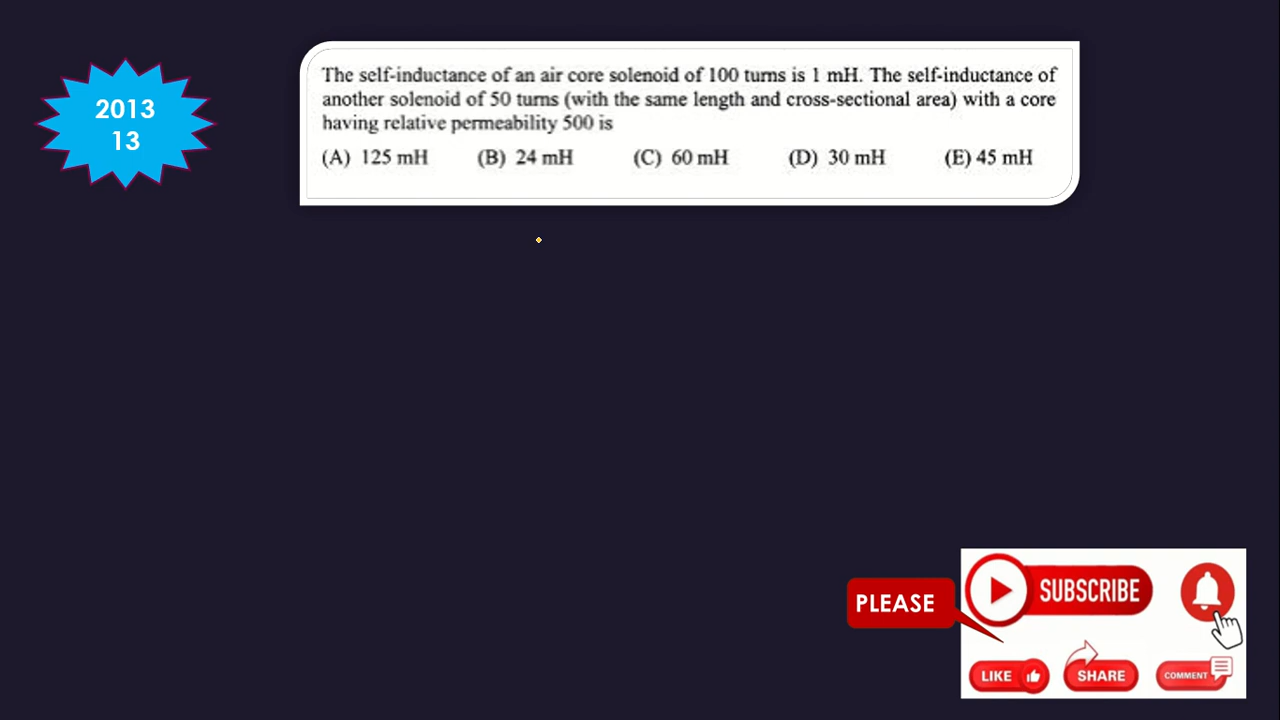 2013
13
The self-inductance of an air core solenoid of 100 turns is 1 mH. The self-inductance of
another solenoid of 50 turns (with the same length and cross-sectional area) with a core
having relative permeability 500 is
(A) 125 mH (B) 24 mH (C) 60 mH (D) 30 mH (E) 45 mH
PLEASE
SUBSCRIBE
LIKE SHARE COMMENT